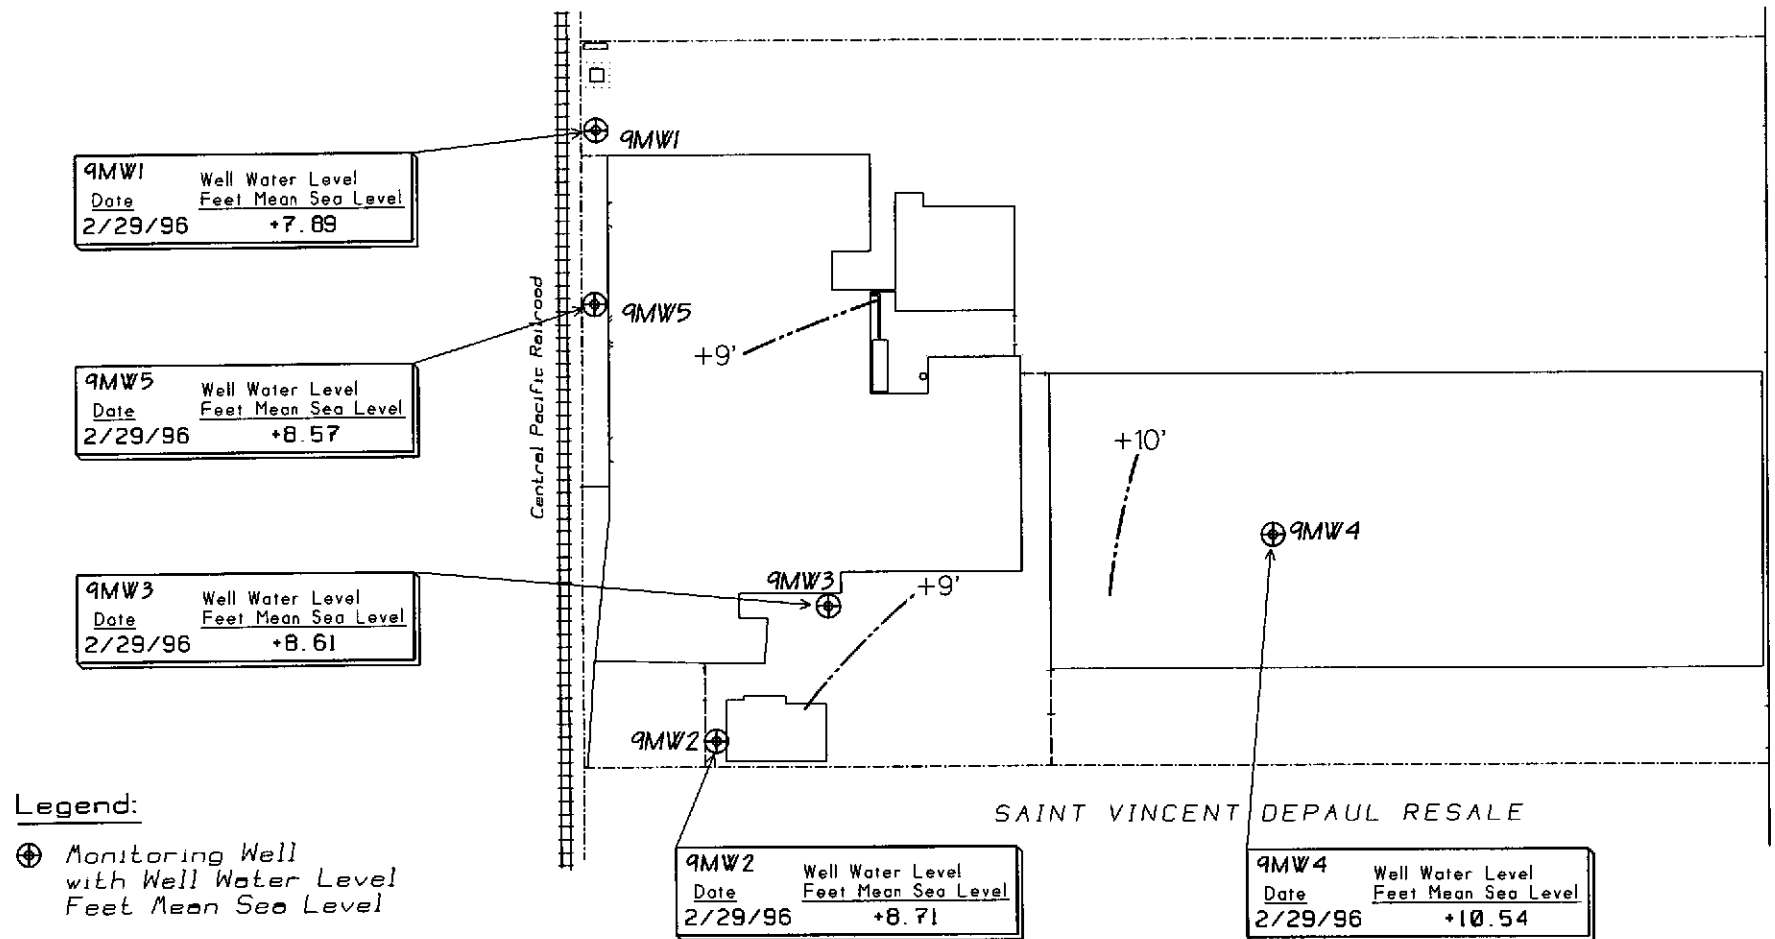 9MW1
9MW1
Well Water Level
Date
Feet Mean Sea Level
2/29/96
+7.89
9MW5
Central Pacific Railroad
+9'
9MW5
Well Water Level
Date
Feet Mean Sea Level
2/29/96
+8.57
+10'
9MW4
9MW3
+9'
9MW3
Well Water Level
Date
Feet Mean Sea Level
2/29/96
+8.61
9MW2
SAINT VINCENT DEPAUL RESALE
Legend:
Monitoring Well
with Well Water Level
Feet Mean Sea Level
9MW2
Well Water Level
Date
Feet Mean Sea Level
2/29/96
+8.71
9MW4
Well Water Level
Date
Feet Mean Sea Level
2/29/96
+10.54